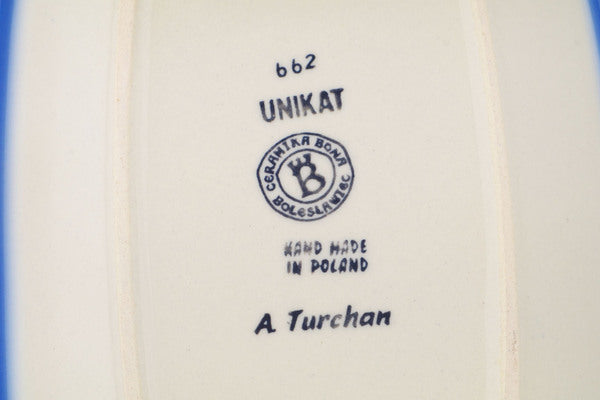 662
UNIKAT
CERAMIKA BONA
B
BOLESŁAWIEC
HAND MADE
IN POLAND
A. Turchan